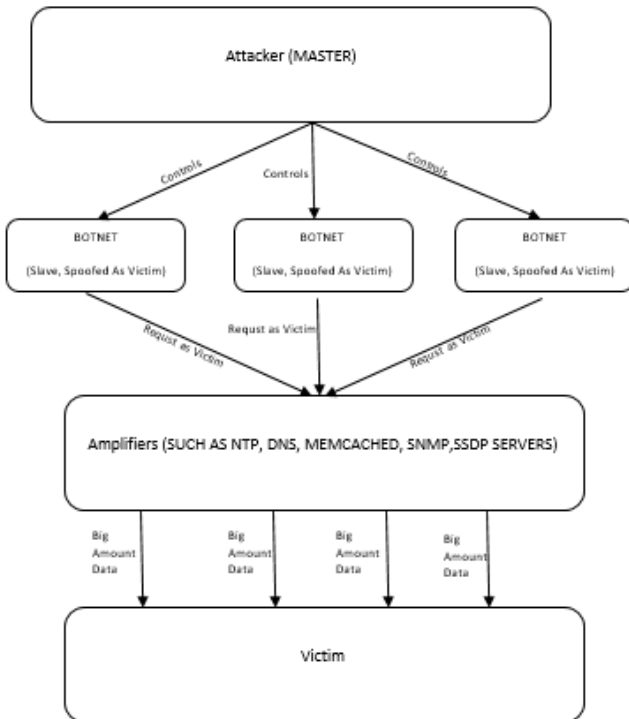 Attacker (MASTER)
Controls
Controls
Controls
BOTNET
(Slave, Spoofed As Victim)
BOTNET
(Slave, Spoofed As Victim)
BOTNET
(Slave, Spoofed As Victim)
Requst as Victim
Requst as Victim
Requst as Victim
Amplifiers (SUCH AS NTP, DNS, MEMCACHED, SNMP,SSDP SERVERS)
Big
Amount
Data
Big
Amount
Data
Big
Amount
Data
Big
Amount
Data
Victim